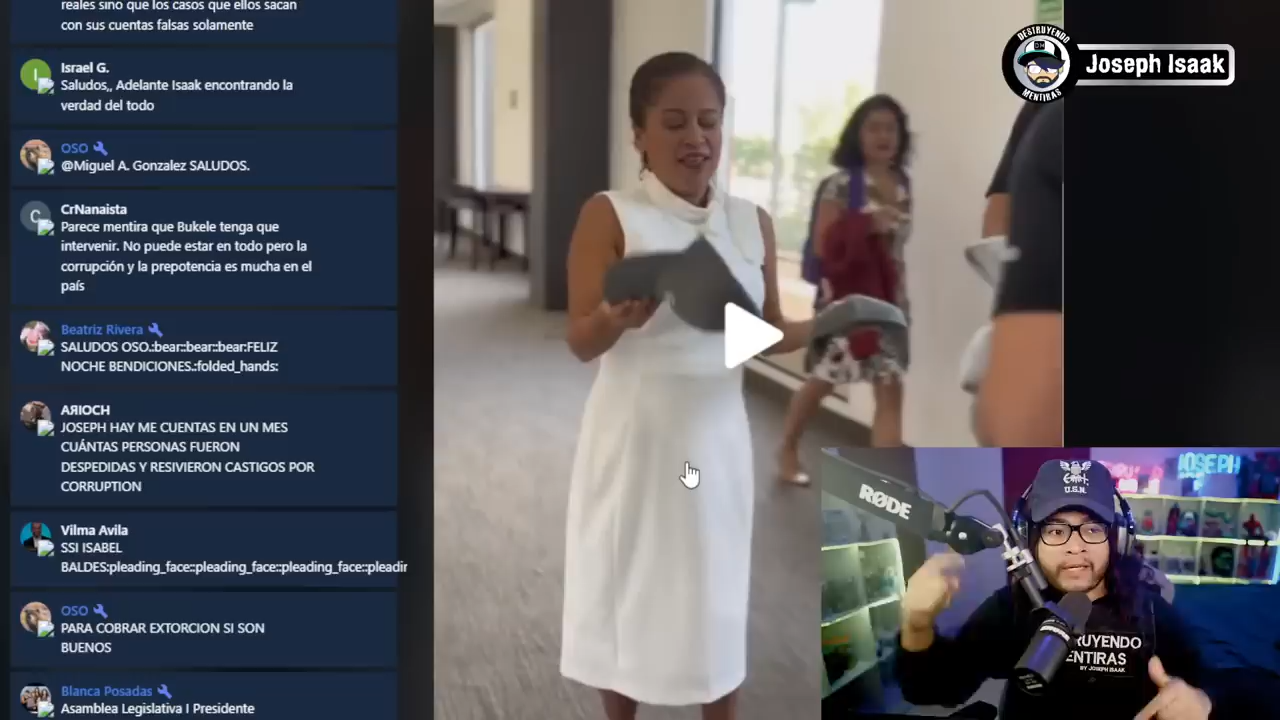 reales sino que los casos que ellos sacan
con sus cuentas falsas solamente
Israel G.
Saludos,, Adelante Isaak encontrando la
verdad del todo
OSO
@Miguel A. Gonzalez SALUDOS.
CrNanaista
Parece mentira que Bukele tenga que
intervenir. No puede estar en todo pero la
corrupción y la prepotencia es mucha en el
país
Beatriz Rivera
SALUDOS OSO.:bear::bear::bear:FELIZ
NOCHE BENDICIONES.:folded_hands:
AЯIOCH
JOSEPH HAY ME CUENTAS EN UN MES
CUÁNTAS PERSONAS FUERON
DESPEDIDAS Y RESIVIERON CASTIGOS POR
CORRUPTION
Vilma Avila
SSI ISABEL
BALDES:pleading_face::pleading_face::pleading_face::pleadir
OSO
PARA COBRAR EXTORCION SI SON
BUENOS
Blanca Posadas
Asamblea Legislativa I Presidente
I
C
DESTRUYENDO
DM
MENTIRAS
Joseph Isaak
RØDE
JOSEPH
U.S.N.
RUYENDO
ENTIRAS
BY JOSEPH ISAAK